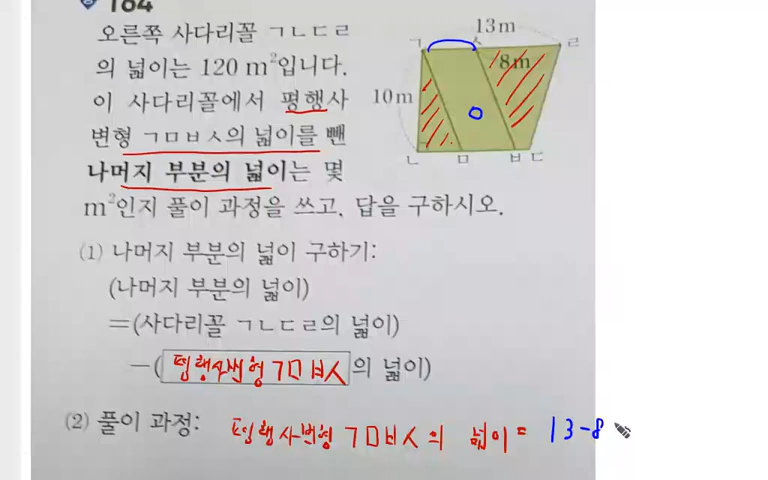 164
13m
오른쪽 사다리꼴 ㄱㄴㄷㄹ
ㄱ ㅅ ㄹ
의 넓이는 120 m²입니다.
8m
이 사다리꼴에서 평행사
10m
변형 ㄱㅁㅂㅅ의 넓이를 뺀
ㄴ ㅁ ㅂㄷ
나머지 부분의 넓이는 몇
m²인지 풀이 과정을 쓰고, 답을 구하시오.
(1) 나머지 부분의 넓이 구하기:
(나머지 부분의 넓이)
=(사다리꼴 ㄱㄴㄷㄹ의 넓이)
-(평행사변형 ㄱㅁㅂㅅ의 넓이)
(2) 풀이 과정: 평행사변형 ㄱㅁㅂㅅ의 넓이= 13-8